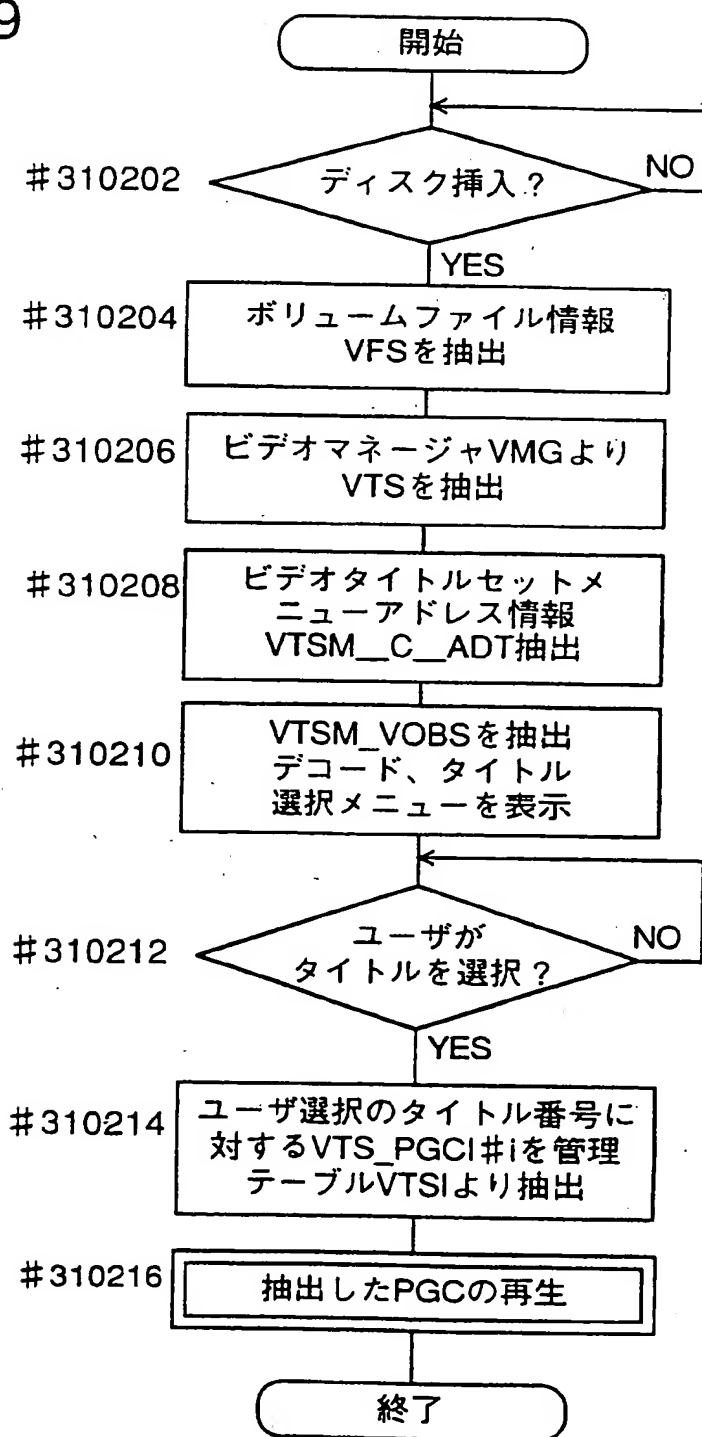 9
開始
#310202
ディスク挿入?
NO
YES
#310204
ボリュームファイル情報
VFSを抽出
#310206
ビデオマネージャVMGより
VTSを抽出
#310208
ビデオタイトルセットメ
ニューアドレス情報
VTSM__C__ADT抽出
#310210
VTSM_VOBSを抽出
デコード、タイトル
選択メニューを表示
#310212
ユーザが
タイトルを選択?
NO
YES
#310214
ユーザ選択のタイトル番号に
対するVTS_PGCI#iを管理
テーブルVTSIより抽出
#310216
抽出したPGCの再生
終了